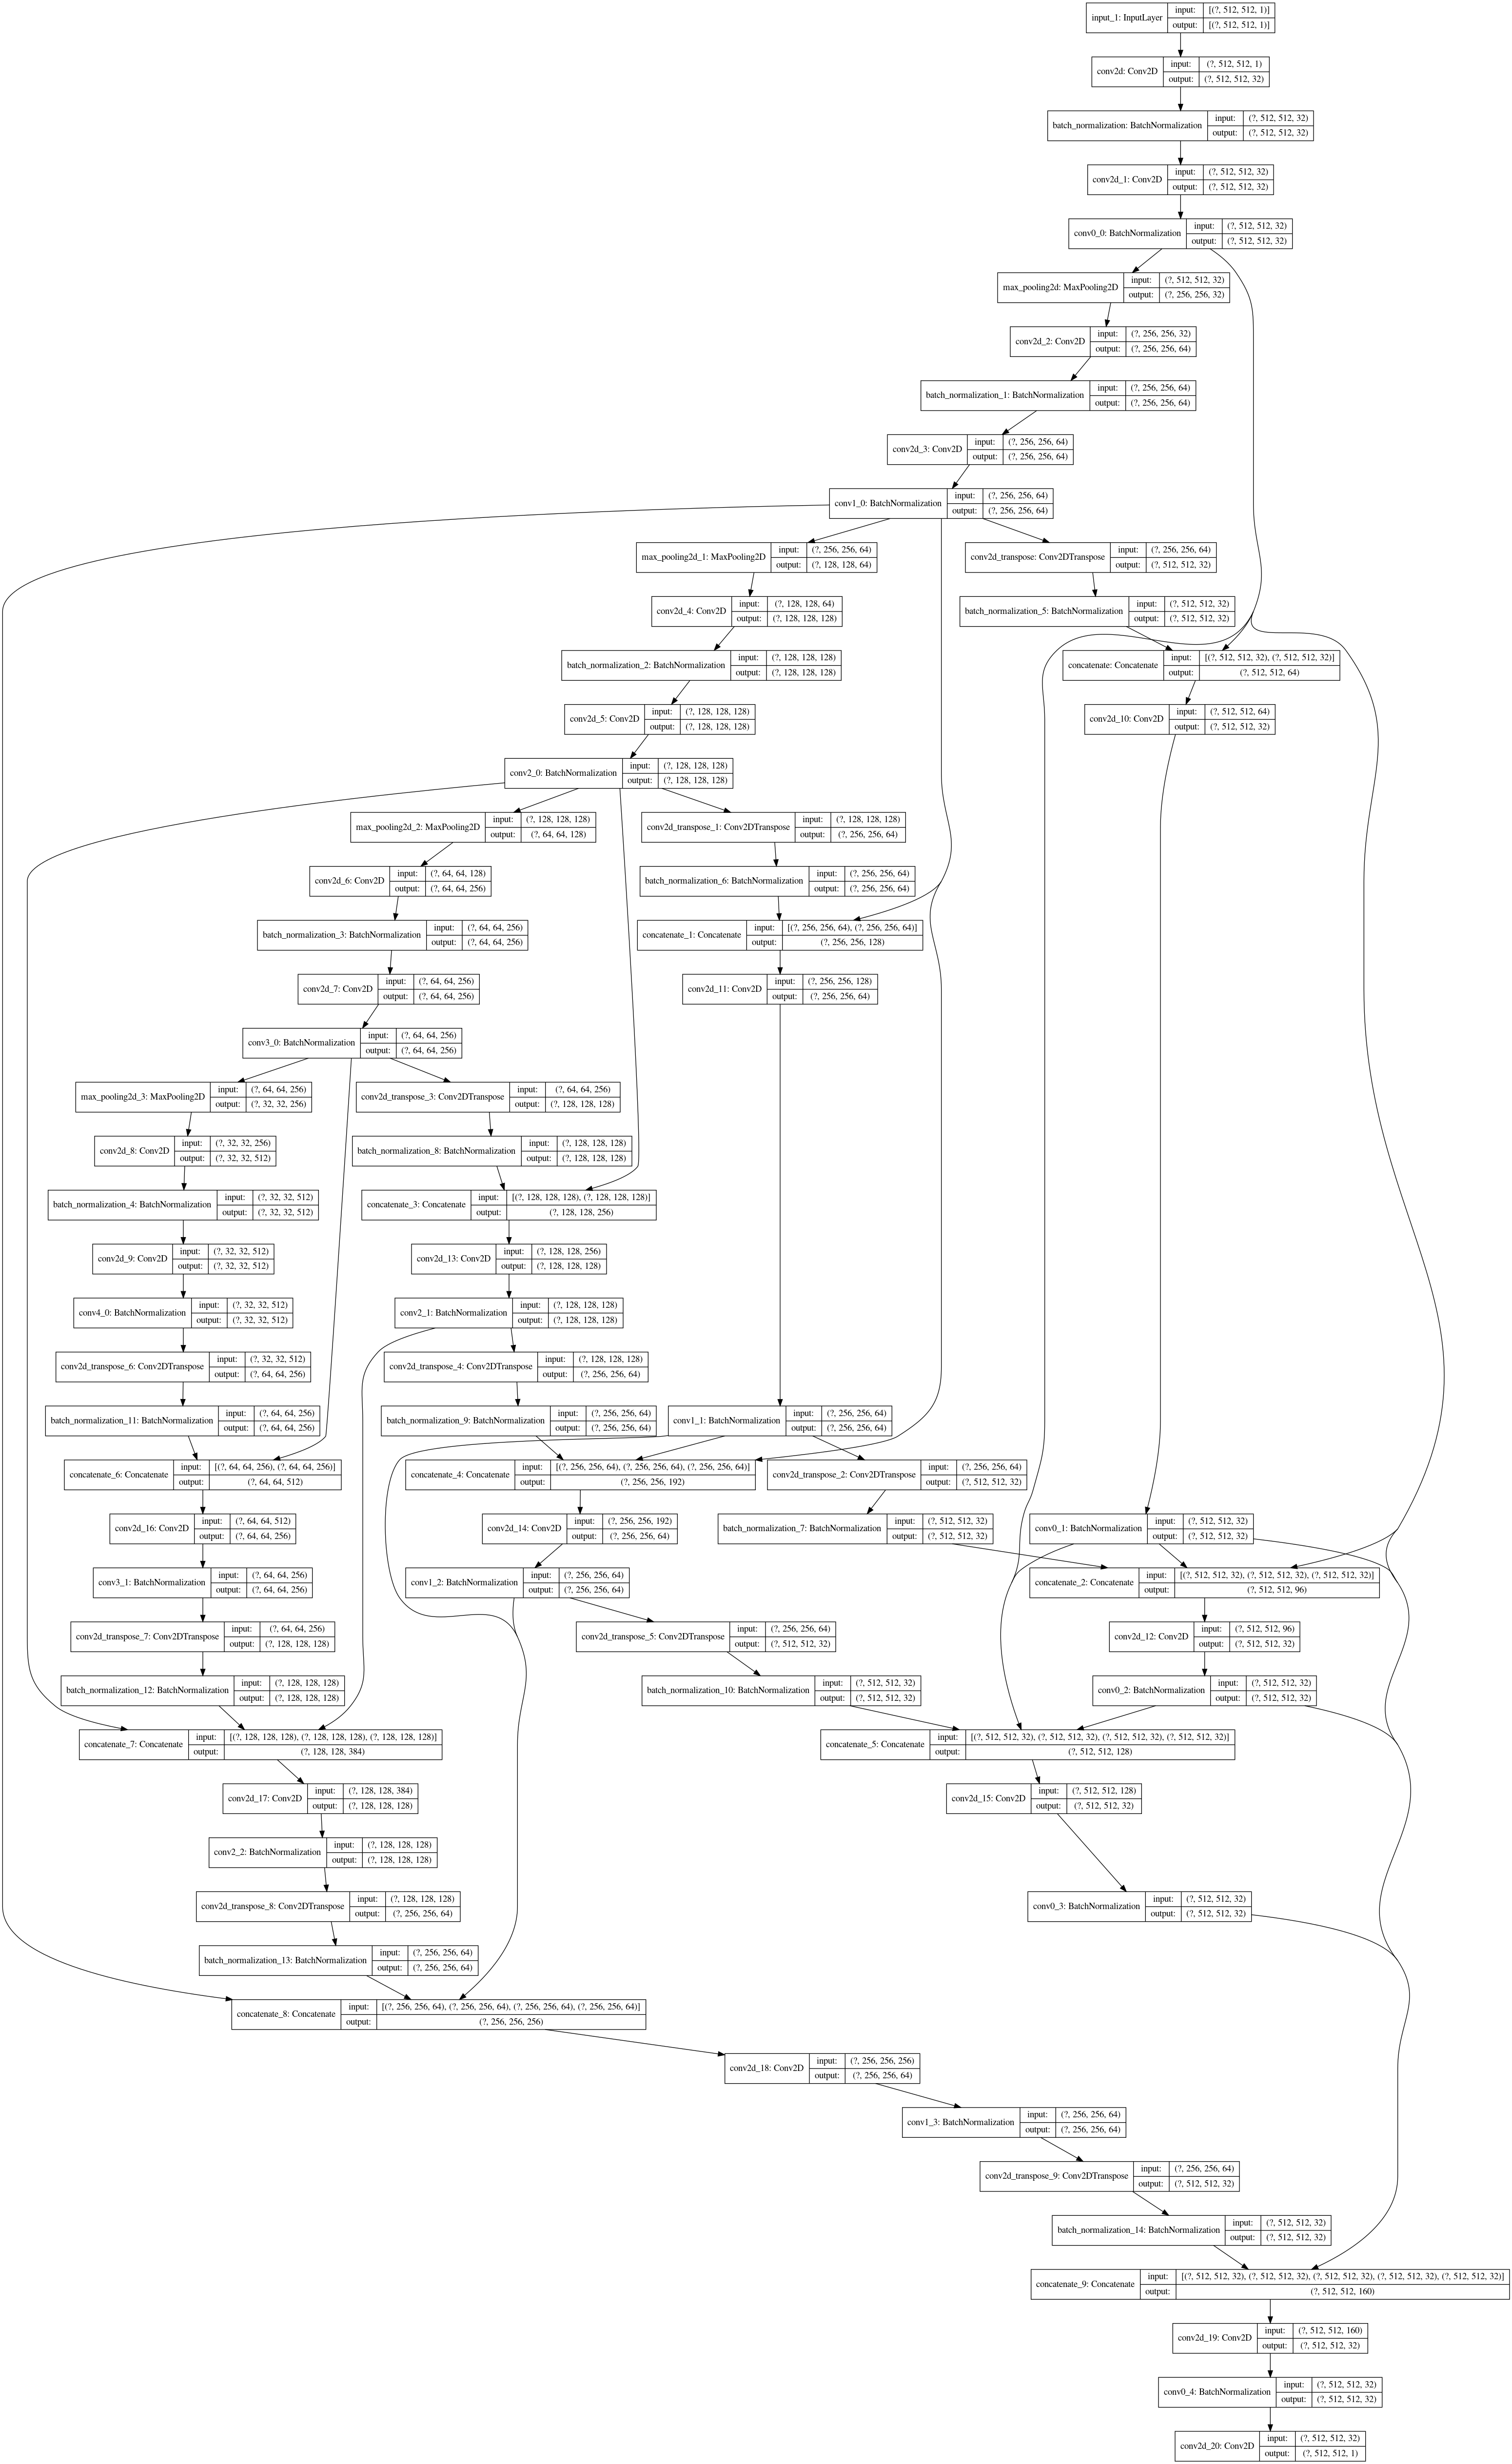 input_1: InputLayer
input: [(?, 512, 512, 1)]
output: [(?, 512, 512, 1)]
conv2d: Conv2D
input: (?, 512, 512, 1)
output: (?, 512, 512, 32)
batch_normalization: BatchNormalization
input: (?, 512, 512, 32)
output: (?, 512, 512, 32)
conv2d_1: Conv2D
input: (?, 512, 512, 32)
output: (?, 512, 512, 32)
conv0_0: BatchNormalization
input: (?, 512, 512, 32)
output: (?, 512, 512, 32)
max_pooling2d: MaxPooling2D
input: (?, 512, 512, 32)
output: (?, 256, 256, 32)
conv2d_2: Conv2D
input: (?, 256, 256, 32)
output: (?, 256, 256, 64)
batch_normalization_1: BatchNormalization
input: (?, 256, 256, 64)
output: (?, 256, 256, 64)
conv2d_3: Conv2D
input: (?, 256, 256, 64)
output: (?, 256, 256, 64)
conv1_0: BatchNormalization
input: (?, 256, 256, 64)
output: (?, 256, 256, 64)
max_pooling2d_1: MaxPooling2D
input: (?, 256, 256, 64)
output: (?, 128, 128, 64)
conv2d_transpose: Conv2DTranspose
input: (?, 256, 256, 64)
output: (?, 512, 512, 32)
conv2d_4: Conv2D
input: (?, 128, 128, 64)
output: (?, 128, 128, 128)
batch_normalization_5: BatchNormalization
input: (?, 512, 512, 32)
output: (?, 512, 512, 32)
batch_normalization_2: BatchNormalization
input: (?, 128, 128, 128)
output: (?, 128, 128, 128)
concatenate: Concatenate
input: [(?, 512, 512, 32), (?, 512, 512, 32)]
output: (?, 512, 512, 64)
conv2d_5: Conv2D
input: (?, 128, 128, 128)
output: (?, 128, 128, 128)
conv2d_10: Conv2D
input: (?, 512, 512, 64)
output: (?, 512, 512, 32)
conv2_0: BatchNormalization
input: (?, 128, 128, 128)
output: (?, 128, 128, 128)
max_pooling2d_2: MaxPooling2D
input: (?, 128, 128, 128)
output: (?, 64, 64, 128)
conv2d_transpose_1: Conv2DTranspose
input: (?, 128, 128, 128)
output: (?, 256, 256, 64)
conv2d_6: Conv2D
input: (?, 64, 64, 128)
output: (?, 64, 64, 256)
batch_normalization_6: BatchNormalization
input: (?, 256, 256, 64)
output: (?, 256, 256, 64)
batch_normalization_3: BatchNormalization
input: (?, 64, 64, 256)
output: (?, 64, 64, 256)
concatenate_1: Concatenate
input: [(?, 256, 256, 64), (?, 256, 256, 64)]
output: (?, 256, 256, 128)
conv2d_7: Conv2D
input: (?, 64, 64, 256)
output: (?, 64, 64, 256)
conv2d_11: Conv2D
input: (?, 256, 256, 128)
output: (?, 256, 256, 64)
conv3_0: BatchNormalization
input: (?, 64, 64, 256)
output: (?, 64, 64, 256)
max_pooling2d_3: MaxPooling2D
input: (?, 64, 64, 256)
output: (?, 32, 32, 256)
conv2d_transpose_3: Conv2DTranspose
input: (?, 64, 64, 256)
output: (?, 128, 128, 128)
conv2d_8: Conv2D
input: (?, 32, 32, 256)
output: (?, 32, 32, 512)
batch_normalization_8: BatchNormalization
input: (?, 128, 128, 128)
output: (?, 128, 128, 128)
batch_normalization_4: BatchNormalization
input: (?, 32, 32, 512)
output: (?, 32, 32, 512)
concatenate_3: Concatenate
input: [(?, 128, 128, 128), (?, 128, 128, 128)]
output: (?, 128, 128, 256)
conv2d_9: Conv2D
input: (?, 32, 32, 512)
output: (?, 32, 32, 512)
conv2d_13: Conv2D
input: (?, 128, 128, 256)
output: (?, 128, 128, 128)
conv4_0: BatchNormalization
input: (?, 32, 32, 512)
output: (?, 32, 32, 512)
conv2_1: BatchNormalization
input: (?, 128, 128, 128)
output: (?, 128, 128, 128)
conv2d_transpose_6: Conv2DTranspose
input: (?, 32, 32, 512)
output: (?, 64, 64, 256)
conv2d_transpose_4: Conv2DTranspose
input: (?, 128, 128, 128)
output: (?, 256, 256, 64)
batch_normalization_11: BatchNormalization
input: (?, 64, 64, 256)
output: (?, 64, 64, 256)
batch_normalization_9: BatchNormalization
input: (?, 256, 256, 64)
output: (?, 256, 256, 64)
conv1_1: BatchNormalization
input: (?, 256, 256, 64)
output: (?, 256, 256, 64)
concatenate_6: Concatenate
input: [(?, 64, 64, 256), (?, 64, 64, 256)]
output: (?, 64, 64, 512)
concatenate_4: Concatenate
input: [(?, 256, 256, 64), (?, 256, 256, 64), (?, 256, 256, 64)]
output: (?, 256, 256, 192)
conv2d_transpose_2: Conv2DTranspose
input: (?, 256, 256, 64)
output: (?, 512, 512, 32)
conv2d_16: Conv2D
input: (?, 64, 64, 512)
output: (?, 64, 64, 256)
conv2d_14: Conv2D
input: (?, 256, 256, 192)
output: (?, 256, 256, 64)
batch_normalization_7: BatchNormalization
input: (?, 512, 512, 32)
output: (?, 512, 512, 32)
conv0_1: BatchNormalization
input: (?, 512, 512, 32)
output: (?, 512, 512, 32)
conv3_1: BatchNormalization
input: (?, 64, 64, 256)
output: (?, 64, 64, 256)
conv1_2: BatchNormalization
input: (?, 256, 256, 64)
output: (?, 256, 256, 64)
concatenate_2: Concatenate
input: [(?, 512, 512, 32), (?, 512, 512, 32), (?, 512, 512, 32)]
output: (?, 512, 512, 96)
conv2d_transpose_7: Conv2DTranspose
input: (?, 64, 64, 256)
output: (?, 128, 128, 128)
conv2d_transpose_5: Conv2DTranspose
input: (?, 256, 256, 64)
output: (?, 512, 512, 32)
conv2d_12: Conv2D
input: (?, 512, 512, 96)
output: (?, 512, 512, 32)
batch_normalization_12: BatchNormalization
input: (?, 128, 128, 128)
output: (?, 128, 128, 128)
batch_normalization_10: BatchNormalization
input: (?, 512, 512, 32)
output: (?, 512, 512, 32)
conv0_2: BatchNormalization
input: (?, 512, 512, 32)
output: (?, 512, 512, 32)
concatenate_7: Concatenate
input: [(?, 128, 128, 128), (?, 128, 128, 128), (?, 128, 128, 128)]
output: (?, 128, 128, 384)
concatenate_5: Concatenate
input: [(?, 512, 512, 32), (?, 512, 512, 32), (?, 512, 512, 32), (?, 512, 512, 32)]
output: (?, 512, 512, 128)
conv2d_17: Conv2D
input: (?, 128, 128, 384)
output: (?, 128, 128, 128)
conv2d_15: Conv2D
input: (?, 512, 512, 128)
output: (?, 512, 512, 32)
conv2_2: BatchNormalization
input: (?, 128, 128, 128)
output: (?, 128, 128, 128)
conv2d_transpose_8: Conv2DTranspose
input: (?, 128, 128, 128)
output: (?, 256, 256, 64)
conv0_3: BatchNormalization
input: (?, 512, 512, 32)
output: (?, 512, 512, 32)
batch_normalization_13: BatchNormalization
input: (?, 256, 256, 64)
output: (?, 256, 256, 64)
concatenate_8: Concatenate
input: [(?, 256, 256, 64), (?, 256, 256, 64), (?, 256, 256, 64), (?, 256, 256, 64)]
output: (?, 256, 256, 256)
conv2d_18: Conv2D
input: (?, 256, 256, 256)
output: (?, 256, 256, 64)
conv1_3: BatchNormalization
input: (?, 256, 256, 64)
output: (?, 256, 256, 64)
conv2d_transpose_9: Conv2DTranspose
input: (?, 256, 256, 64)
output: (?, 512, 512, 32)
batch_normalization_14: BatchNormalization
input: (?, 512, 512, 32)
output: (?, 512, 512, 32)
concatenate_9: Concatenate
input: [(?, 512, 512, 32), (?, 512, 512, 32), (?, 512, 512, 32), (?, 512, 512, 32), (?, 512, 512, 32)]
output: (?, 512, 512, 160)
conv2d_19: Conv2D
input: (?, 512, 512, 160)
output: (?, 512, 512, 32)
conv0_4: BatchNormalization
input: (?, 512, 512, 32)
output: (?, 512, 512, 32)
conv2d_20: Conv2D
input: (?, 512, 512, 32)
output: (?, 512, 512, 1)